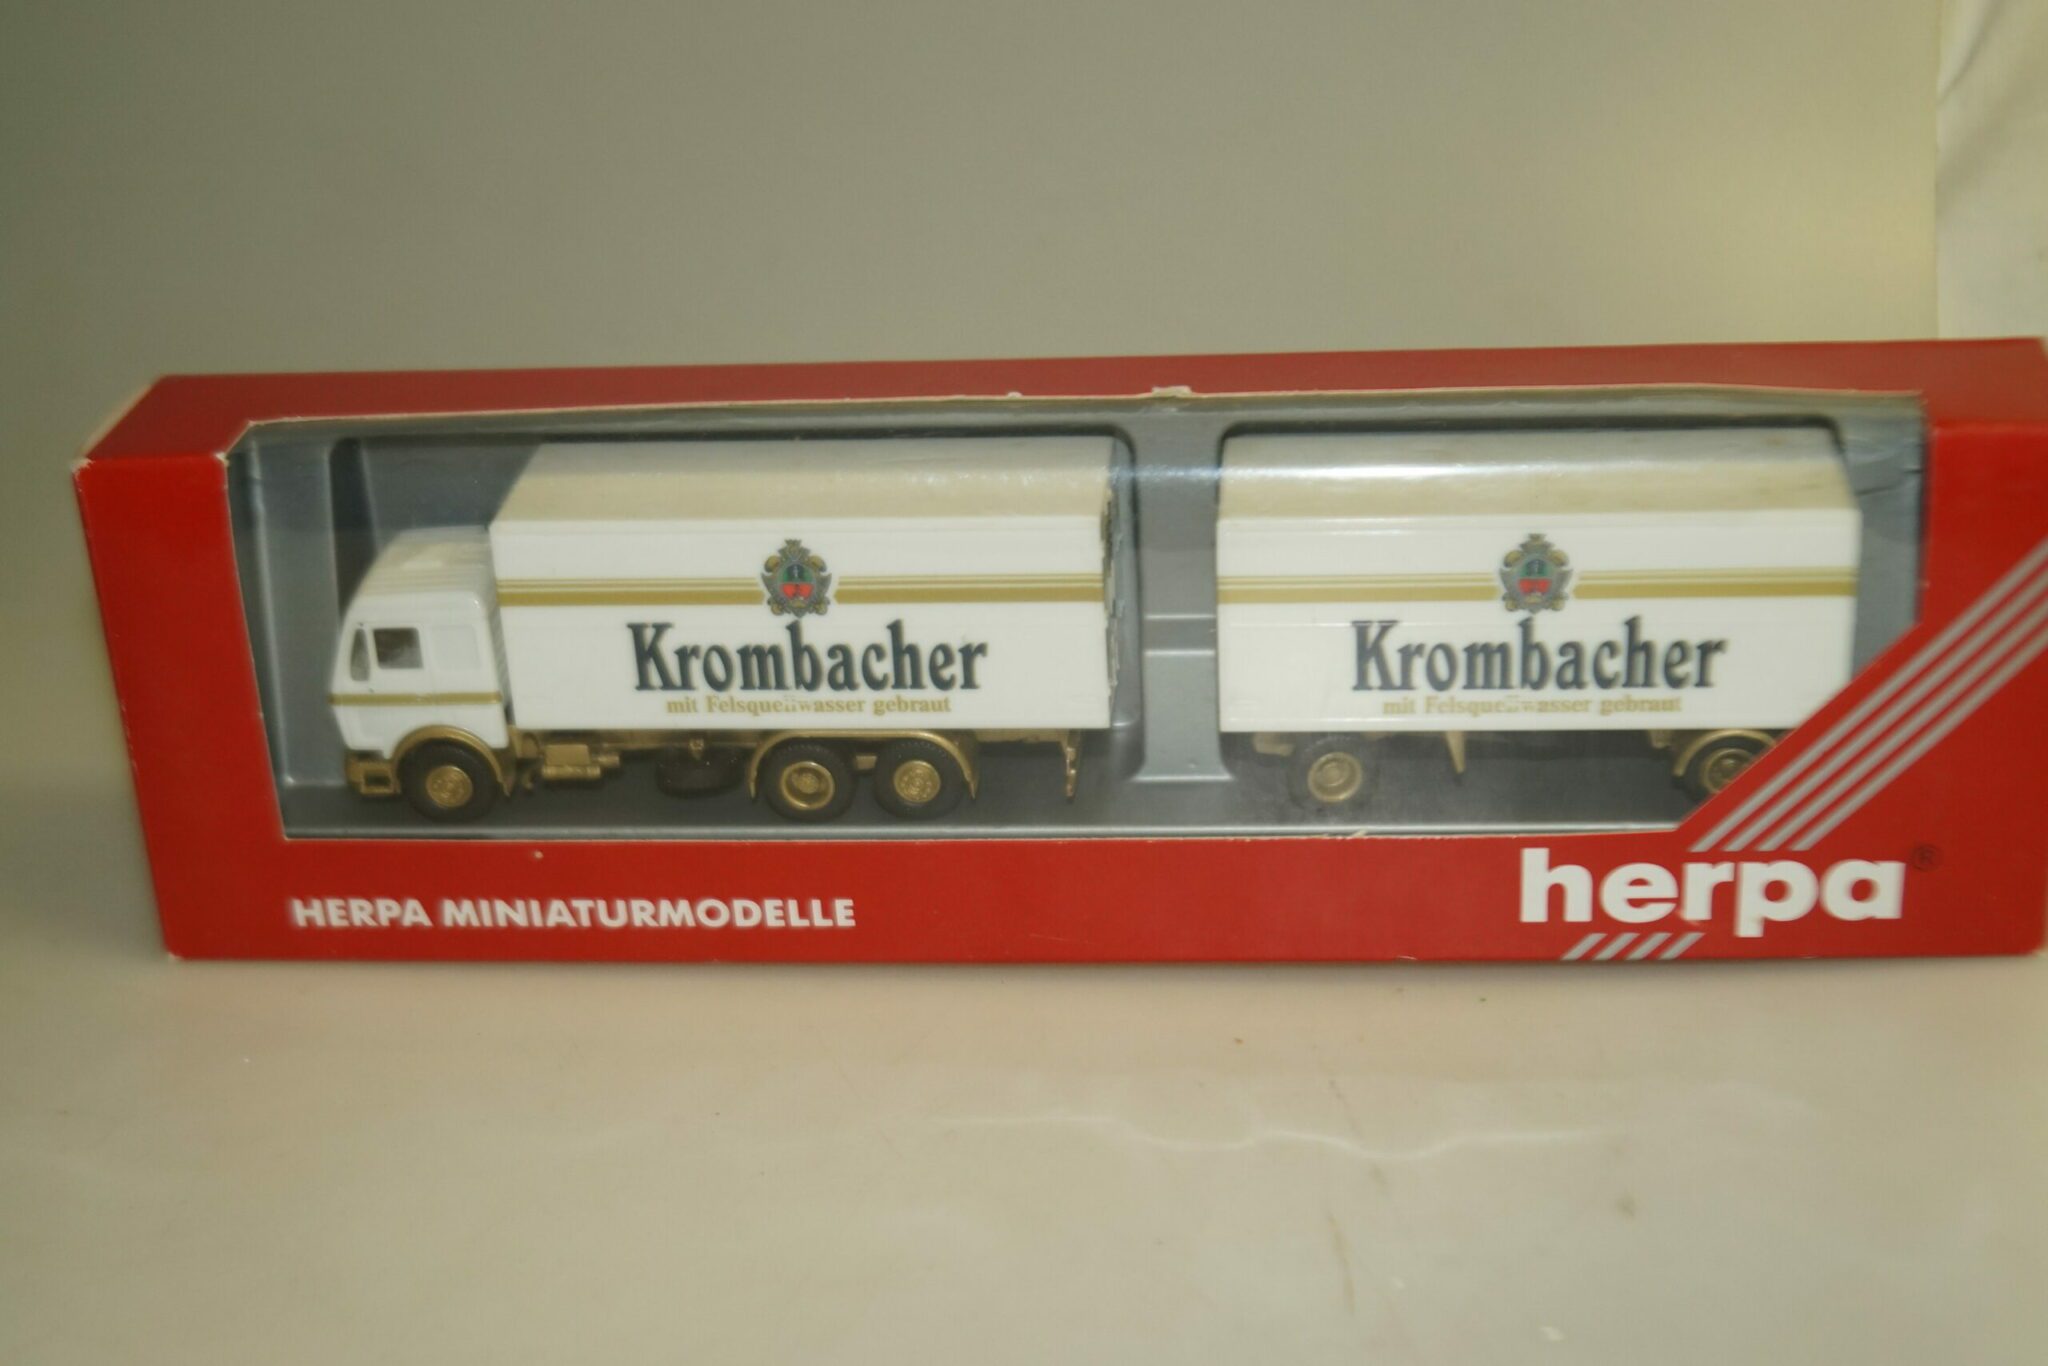 Krombacher
mit Felsquellwasser gebraut
Krombacher
mit Felsquellwasser gebraut
HERPA MINIATURMODELLE
herpa®